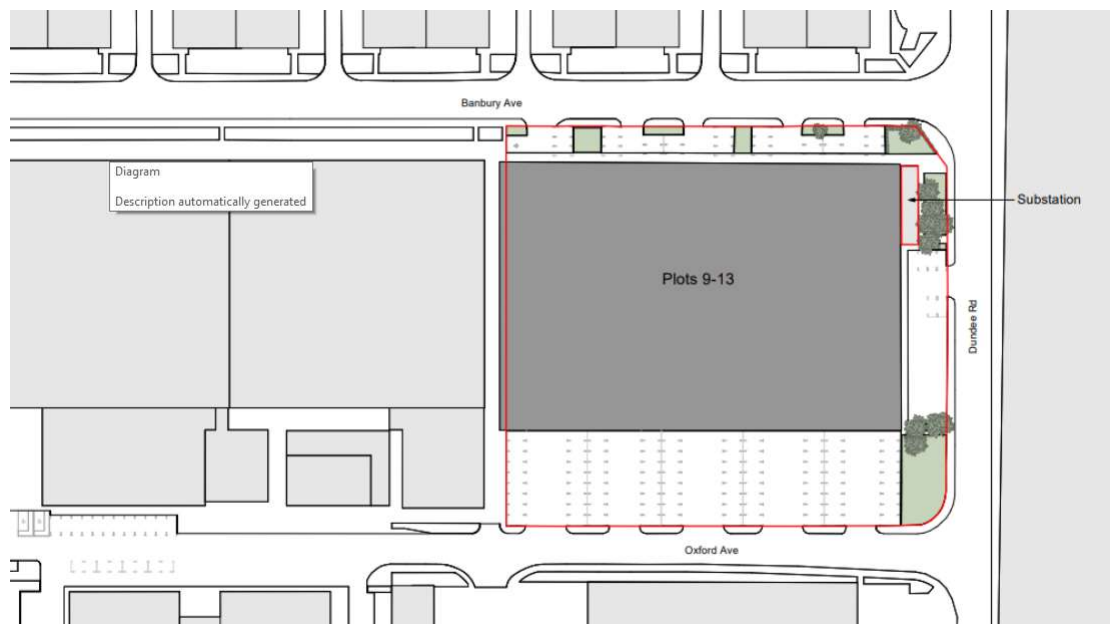 Banbury Ave
Diagram
Description automatically generated
Substation
Plots 9-13
Dundee Rd
Oxford Ave